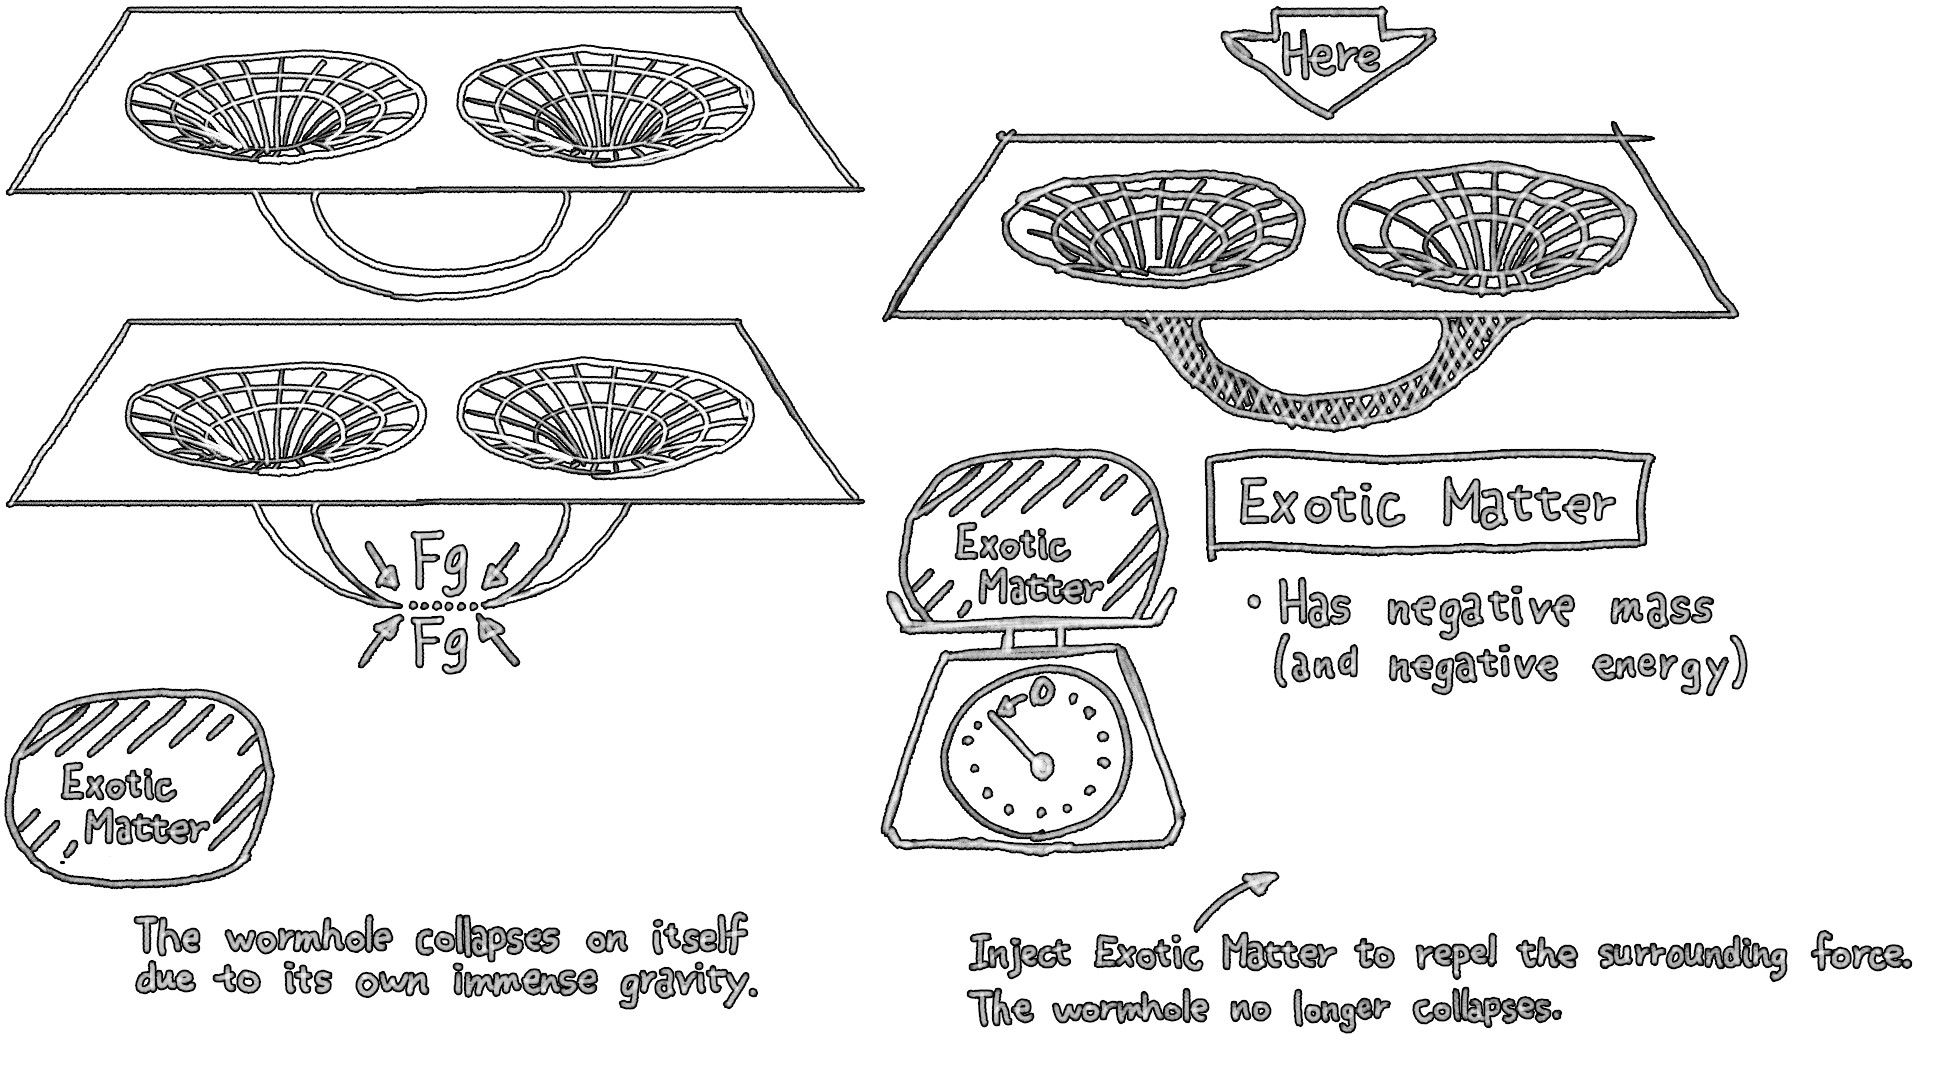 Fg
Fg
Exotic
Matter
The wormhole collapses on itself
due to its own immense gravity.
Here
Exotic
Matter
0
Exotic Matter
• Has negative mass
(and negative energy)
Inject Exotic Matter to repel the surrounding force.
The wormhole no longer collapses.